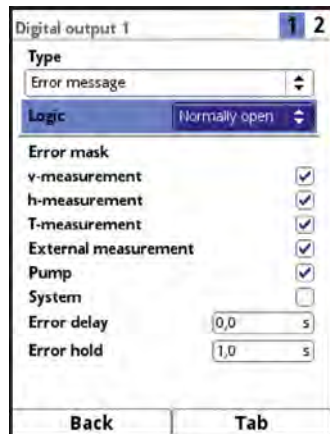 Digital output 1 1 2
Type
Error message
Logic Normally open
Error mask
v-measurement
h-measurement
T-measurement
External measurement
Pump
System
Error delay 0,0 s
Error hold 1,0 s
Back Tab